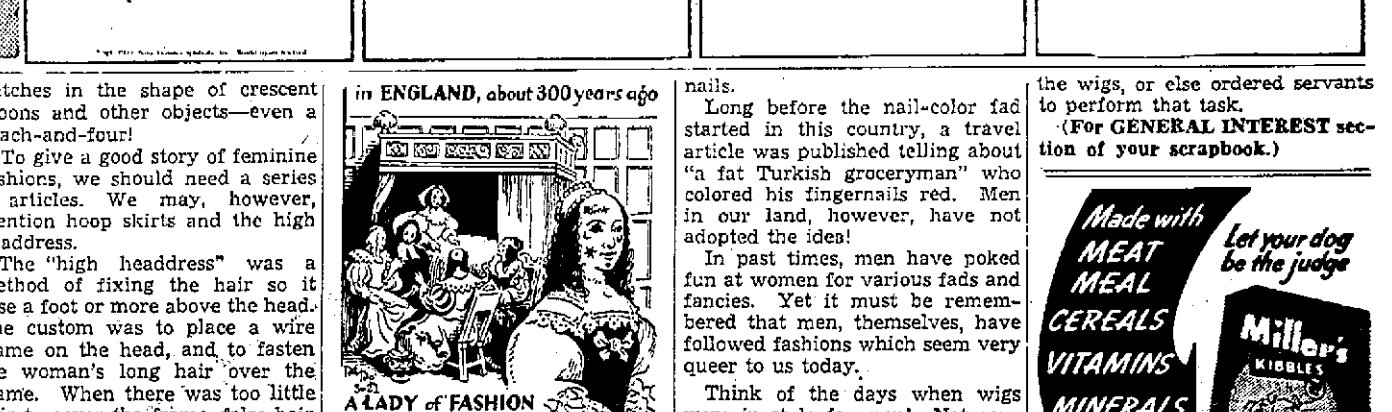 tches in the shape of crescent
oons and other objects—even a
ach-and-four!
To give a good story of feminine
shions, we should need a series
articles. We may, however,
ention hoop skirts and the high
address.
The "high headdress" was a
ethod of fixing the hair so it
se a foot or more above the head.
he custom was to place a wire
ame on the head, and to fasten
e woman's long hair over the
ame. When there was too little
in ENGLAND, about 300 years ago
A LADY of FASHION
nails.
Long before the nail-color fad
started in this country, a travel
article was published telling about
"a fat Turkish groceryman" who
colored his fingernails red. Men
in our land, however, have not
adopted the idea!
In past times, men have poked
fun at women for various fads and
fancies. Yet it must be remem-
bered that men, themselves, have
followed fashions which seem very
queer to us today.
Think of the days when wigs
the wigs, or else ordered servants
to perform that task.
(For GENERAL INTEREST sec-
tion of your scrapbook.)
Made with
MEAT
MEAL
CEREALS
VITAMINS
MINERALS
Let your dog
be the judge
Miller's
KIBBLES